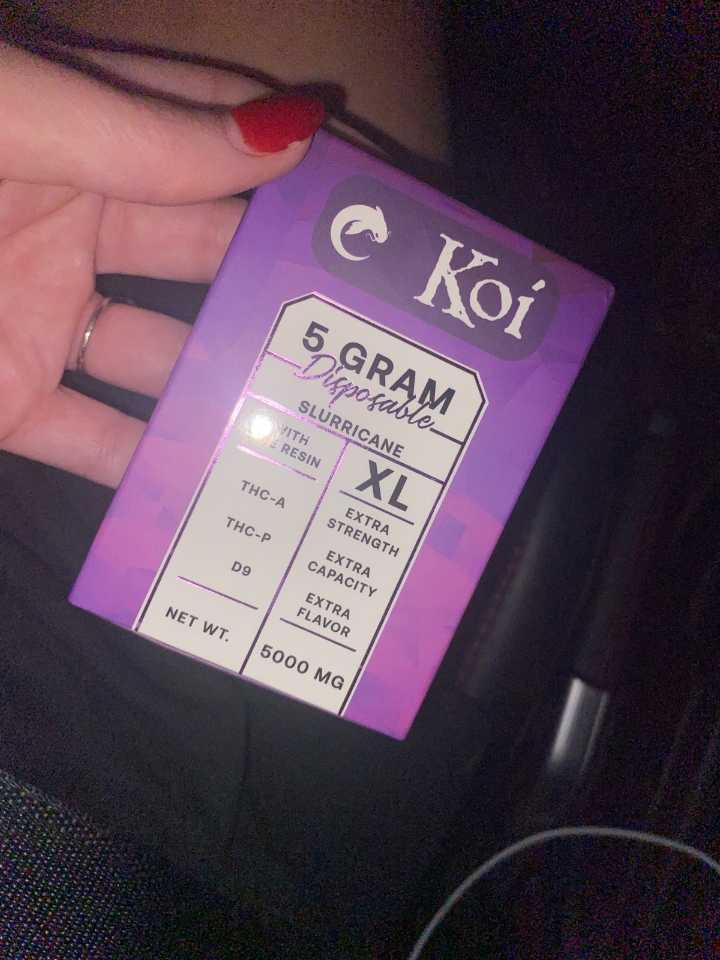 Koi
5 GRAM
Disposable
SLURRICANE
WITH
RESIN
THC-A
THC-P
D9
NET WT.
XL
EXTRA
STRENGTH
EXTRA
CAPACITY
EXTRA
FLAVOR
5000 MG